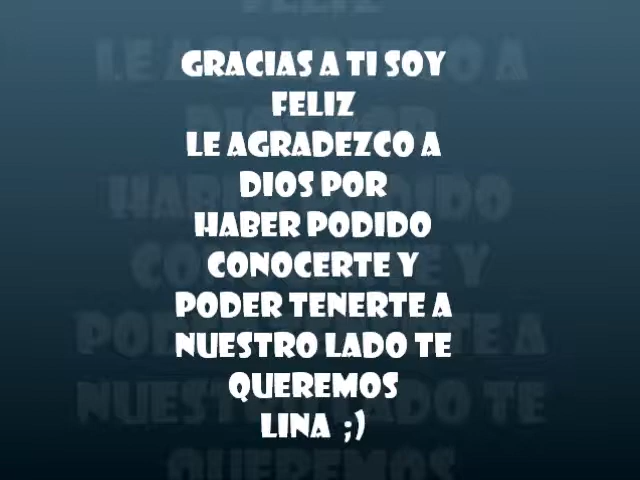 GRACIAS A TI SOY
FELIZ
LE AGRADEZCO A
DIOS POR
HABER PODIDO
CONOCERTE Y
PODER TENERTE A
NUESTRO LADO TE
QUEREMOS
LINA ;)